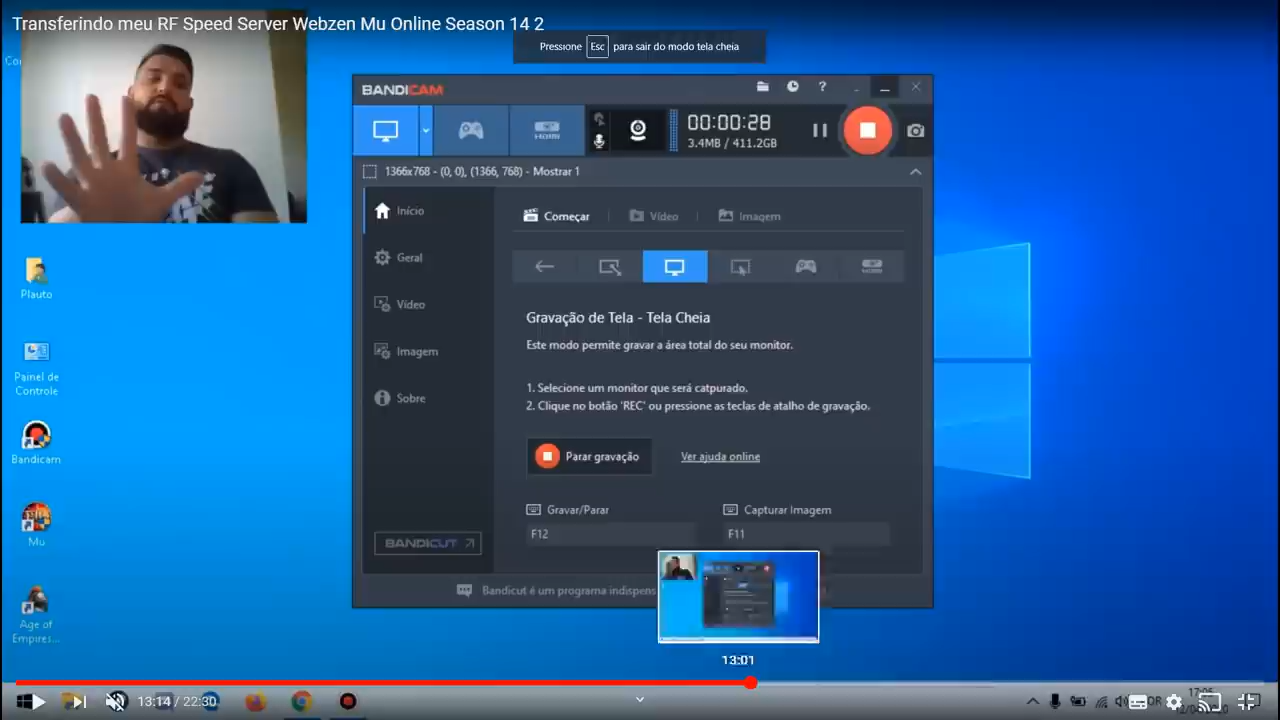 Transferindo meu RF Speed Server Webzen Mu Online Season 14 2
Pressione Esc para sair do modo tela cheia
BANDICAM
?
HDMI
00:00:28
3.4MB / 411.2GB
1366x768 - (0, 0), (1366, 768) - Mostrar 1
Início
Geral
Vídeo
Imagem
Sobre
BANDICUT
Começar
Vídeo
Imagem
Gravação de Tela - Tela Cheia
Este modo permite gravar a área total do seu monitor.
1. Selecione um monitor que será catpurado.
2. Clique no botão 'REC' ou pressione as teclas de atalho de gravação.
Parar gravação
Ver ajuda online
Gravar/Parar
Capturar Imagem
F12
F11
Bandicut é um programa indispens
Plauto
Painel de
Controle
Bandicam
Mu
Age of
Empires...
13:01
13:14 / 22:30